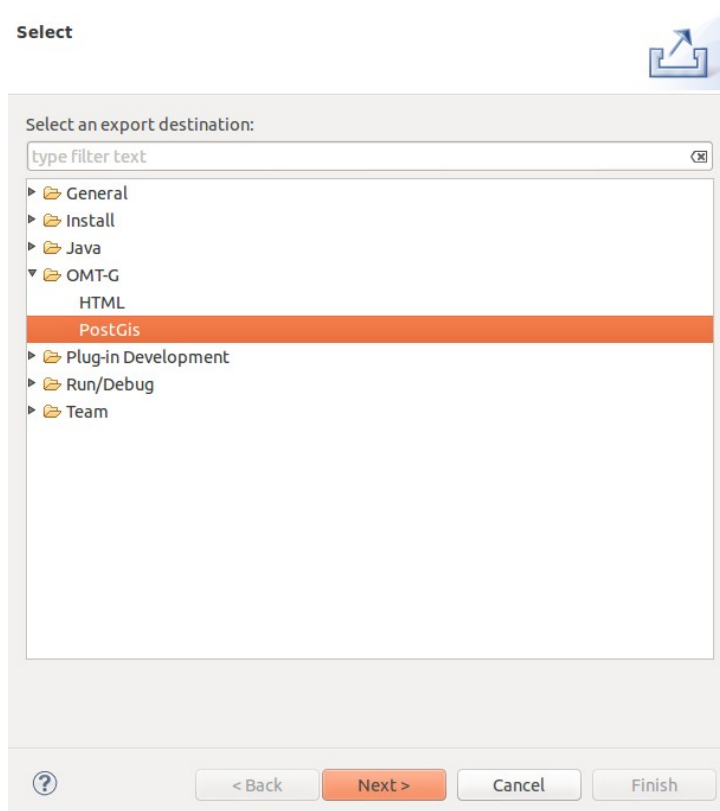 Select
Select an export destination:
type filter text
General
Install
Java
OMT-G
HTML
PostGis
Plug-in Development
Run/Debug
Team
< Back Next > Cancel Finish